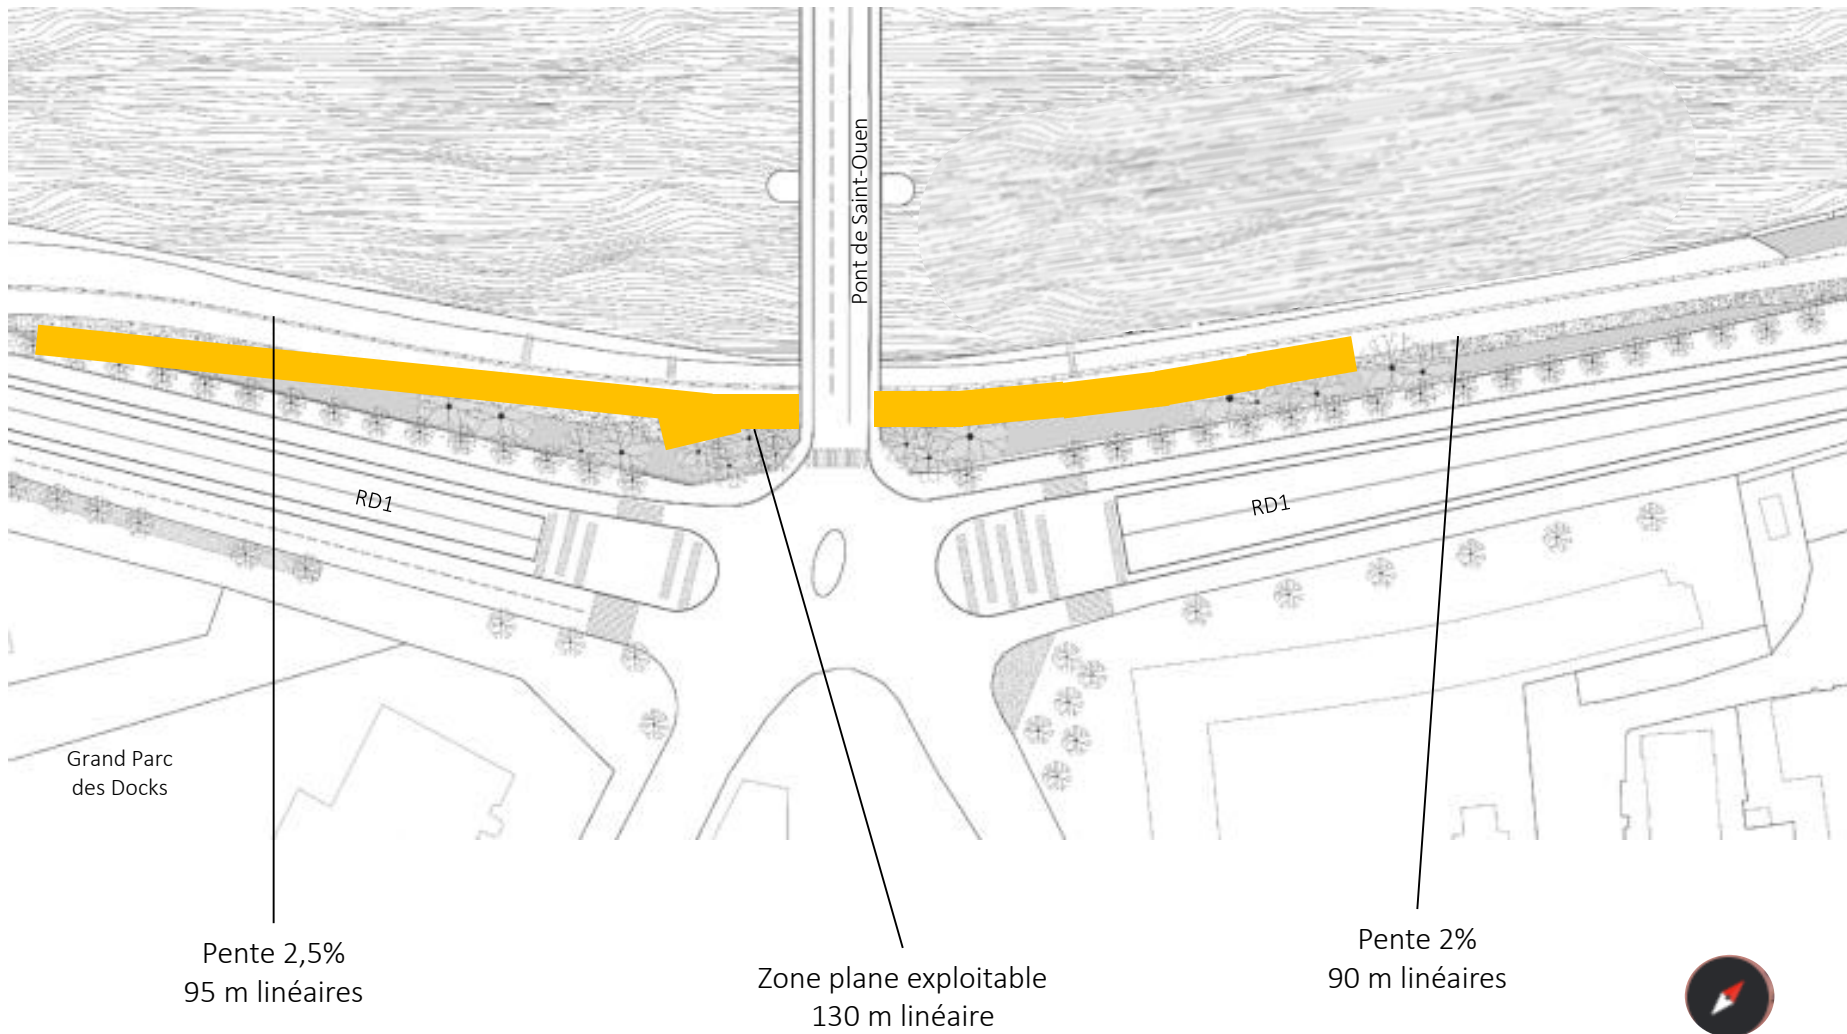 Pont de Saint-Ouen
RD1
RD1
Grand Parc
des Docks
Pente 2,5%
95 m linéaires
Zone plane exploitable
130 m linéaire
Pente 2%
90 m linéaires